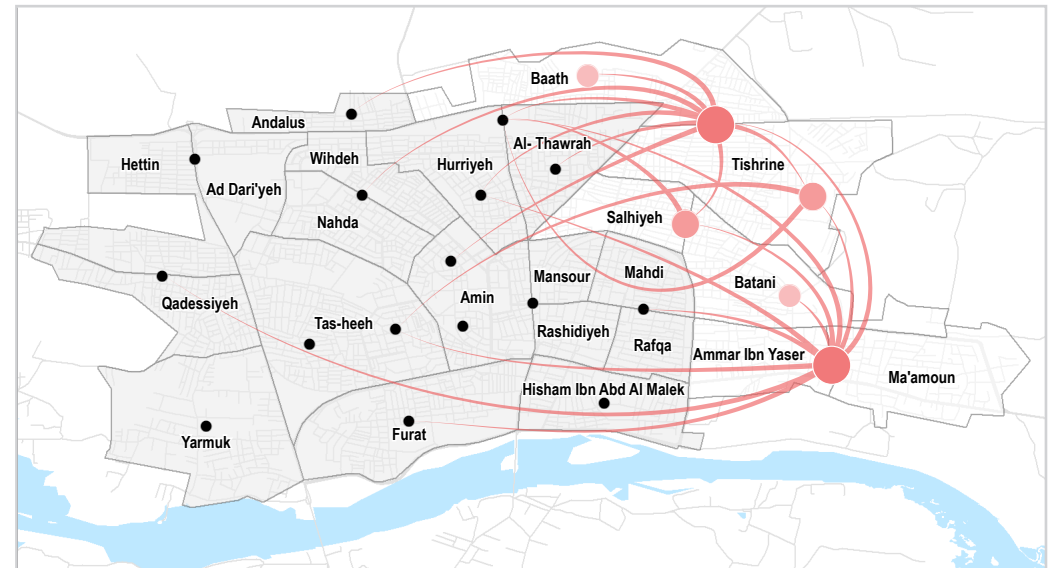 Baath
Andalus
Al- Thawrah
Hettin
Wihdeh
Hurriyeh
Tishrine
Ad Dari'yeh
Nahda
Salhiyeh
Mansour
Mahdi
Batani
Qadessiyeh
Amin
Tas-heeh
Rashidiyeh
Rafqa
Ammar Ibn Yaser
Ma'amoun
Hisham Ibn Abd Al Malek
Yarmuk
Furat